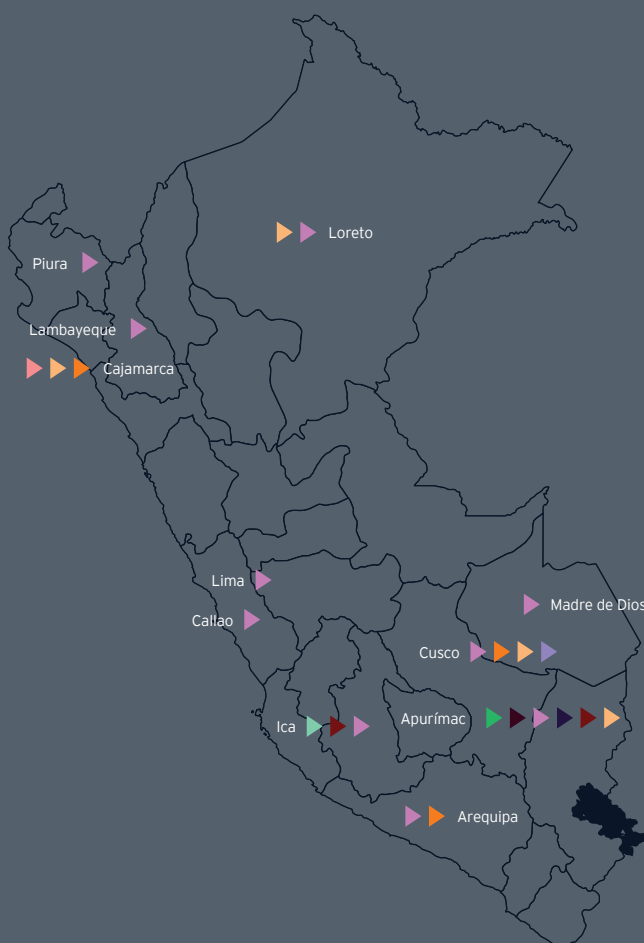 Loreto
Piura
Lambayeque
Cajamarca
Lima
Madre de Dios
Callao
Cusco
Apurímac
Ica
Arequipa